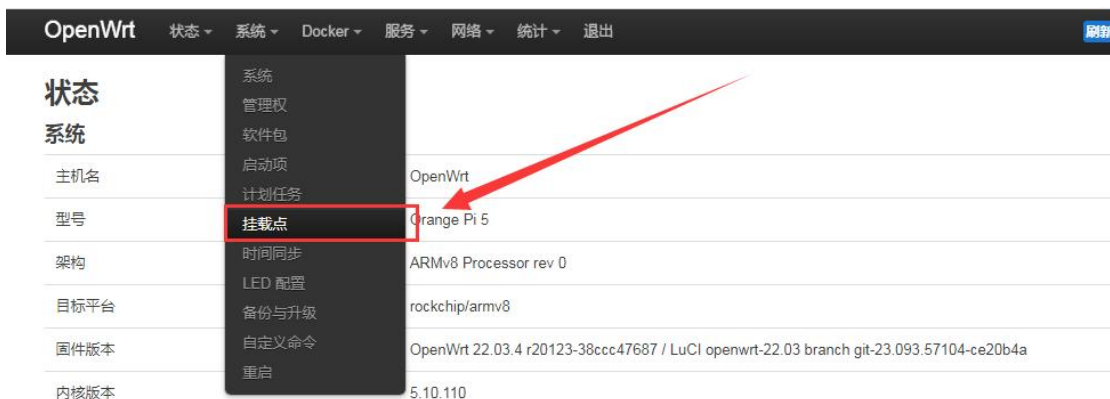 OpenWrt 状态 系统 Docker 服务 网络 统计 退出 刷新
状态
系统
系统
管理权
软件包
启动项
计划任务
挂载点
时间同步
LED 配置
备份与升级
自定义命令
重启
主机名 OpenWrt
型号 Orange Pi 5
架构 ARMv8 Processor rev 0
目标平台 rockchip/armv8
固件版本 OpenWrt 22.03.4 r20123-38ccc47687 / LuCI openwrt-22.03 branch git-23.093.57104-ce20b4a
内核版本 5.10.110